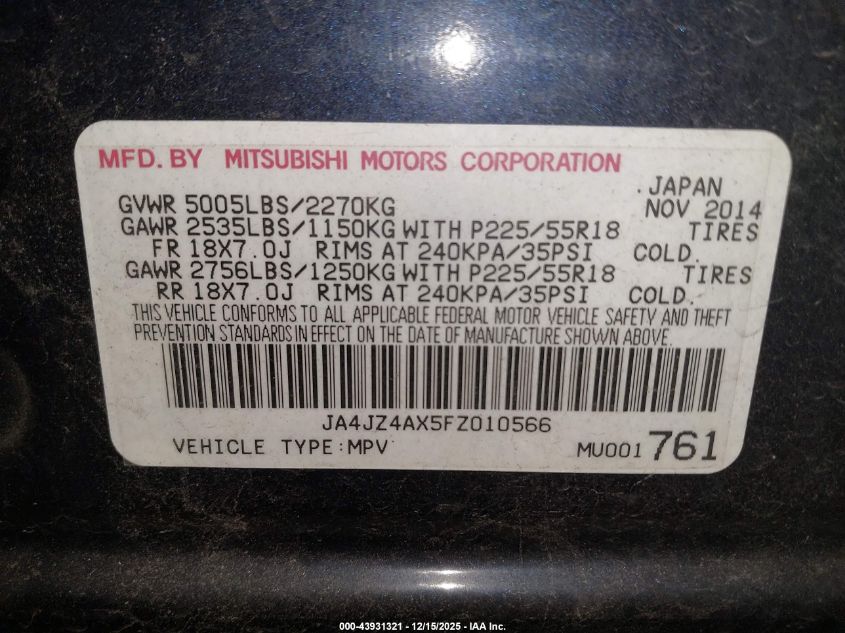 MFD. BY MITSUBISHI MOTORS CORPORATION
. JAPAN
GVWR 5005LBS/2270KG NOV 2014
GAWR 2535LBS/1150KG WITH P225/55R18 TIRES
FR 18X7.0J RIMS AT 240KPA/35PSI COLD.
GAWR 2756LBS/1250KG WITH P225/55R18 TIRES
RR 18X7.0J RIMS AT 240KPA/35PSI COLD.
THIS VEHICLE CONFORMS TO ALL APPLICABLE FEDERAL MOTOR VEHICLE SAFETY AND THEFT
PREVENTION STANDARDS IN EFFECT ON THE DATE OF MANUFACTURE SHOWN ABOVE.
JA4JZ4AX5FZ010566
VEHICLE TYPE:MPV MU001 761
000-43931321 - 12/15/2025 - IAA Inc.